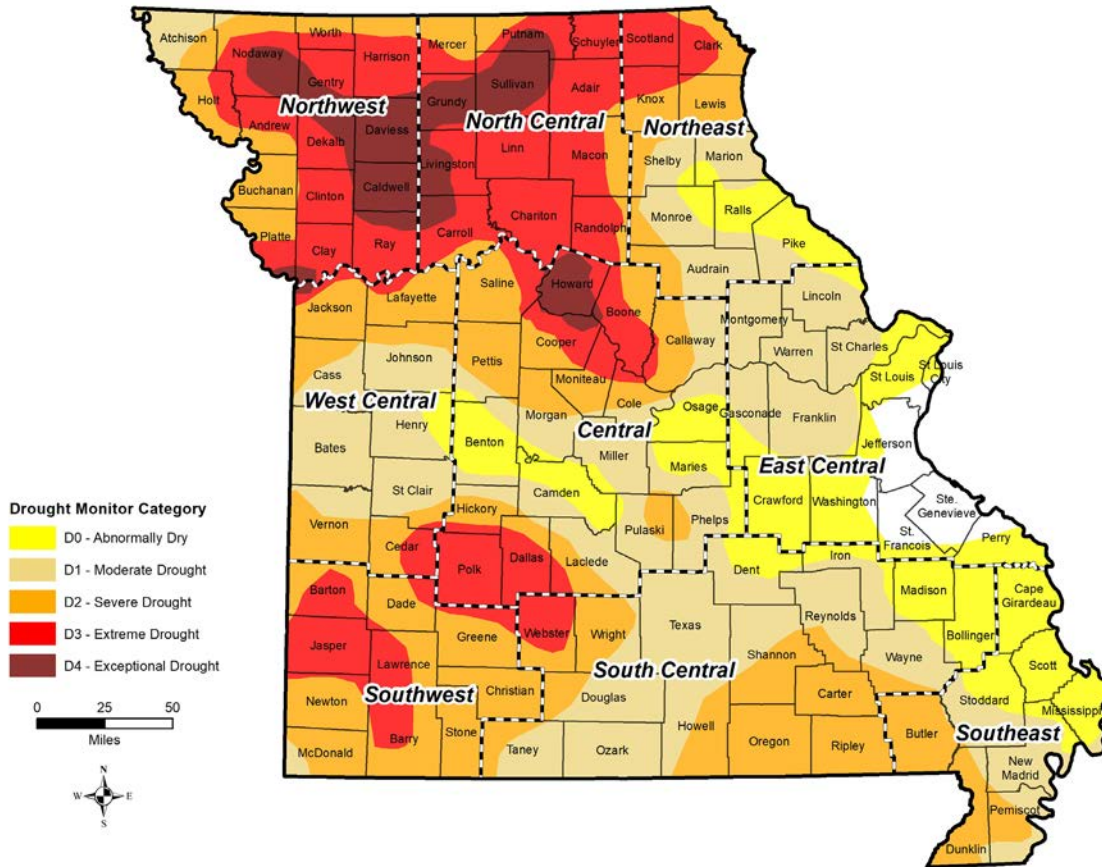 Atchison
Worth
Nodaway
Harrison
Mercer
Putnam
Schuyler
Scotland
Clark
Holt
Gentry
Northwest
Grundy
Sullivan
Adair
Knox
Lewis
North Central
Northeast
Andrew
Dekalb
Daviess
Livingston
Linn
Macon
Shelby
Marion
Buchanan
Clinton
Caldwell
Chariton
Monroe
Ralls
Platte
Clay
Ray
Carroll
Randolph
Pike
Audrain
Jackson
Lafayette
Saline
Howard
Boone
Lincoln
Montgomery
Callaway
Warren
St Charles
Johnson
Pettis
Cooper
Cass
Moniteau
St Louis
St Louis
City
West Central
Henry
Benton
Morgan
Cole
Osage
Gasconade
Franklin
Central
Jefferson
Bates
Miller
Maries
East Central
St Clair
Camden
Crawford
Washington
Ste.
Genevieve
Hickory
Pulaski
Phelps
St.
Francois
Perry
Vernon
Cedar
Polk
Dallas
Laclede
Dent
Iron
Madison
Cape
Girardeau
Barton
Dade
Webster
Wright
Texas
Reynolds
Bollinger
Greene
Jasper
Lawrence
Shannon
Wayne
Scott
South Central
Southwest
Christian
Douglas
Carter
Stoddard
Mississippi
Newton
Howell
Butler
Southeast
McDonald
Barry
Stone
Taney
Ozark
Oregon
Ripley
New
Madrid
Pemiscot
Dunklin
Drought Monitor Category
D0 - Abnormally Dry
D1 - Moderate Drought
D2 - Severe Drought
D3 - Extreme Drought
D4 - Exceptional Drought
0 25 50
Miles
N
W E
S